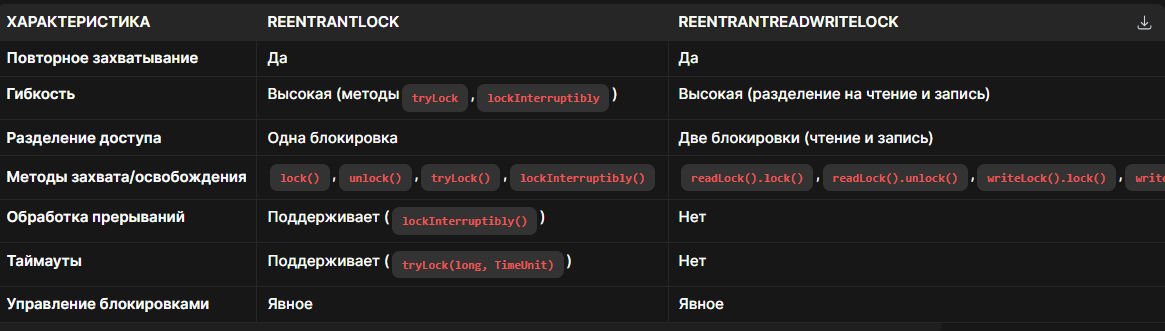 ХАРАКТЕРИСТИКА REENTRANTLOCK REENTRANTREADWRITELOCK
Повторное захватывание Да Да
Гибкость Высокая (методы tryLock , lockInterruptibly ) Высокая (разделение на чтение и запись)
Разделение доступа Одна блокировка Две блокировки (чтение и запись)
Методы захвата/освобождения lock() , unlock() , tryLock() , lockInterruptibly() readLock().lock() , readLock().unlock() , writeLock().lock() , write
Обработка прерываний Поддерживает ( lockInterruptibly() ) Нет
Таймауты Поддерживает ( tryLock(long, TimeUnit) ) Нет
Управление блокировками Явное Явное